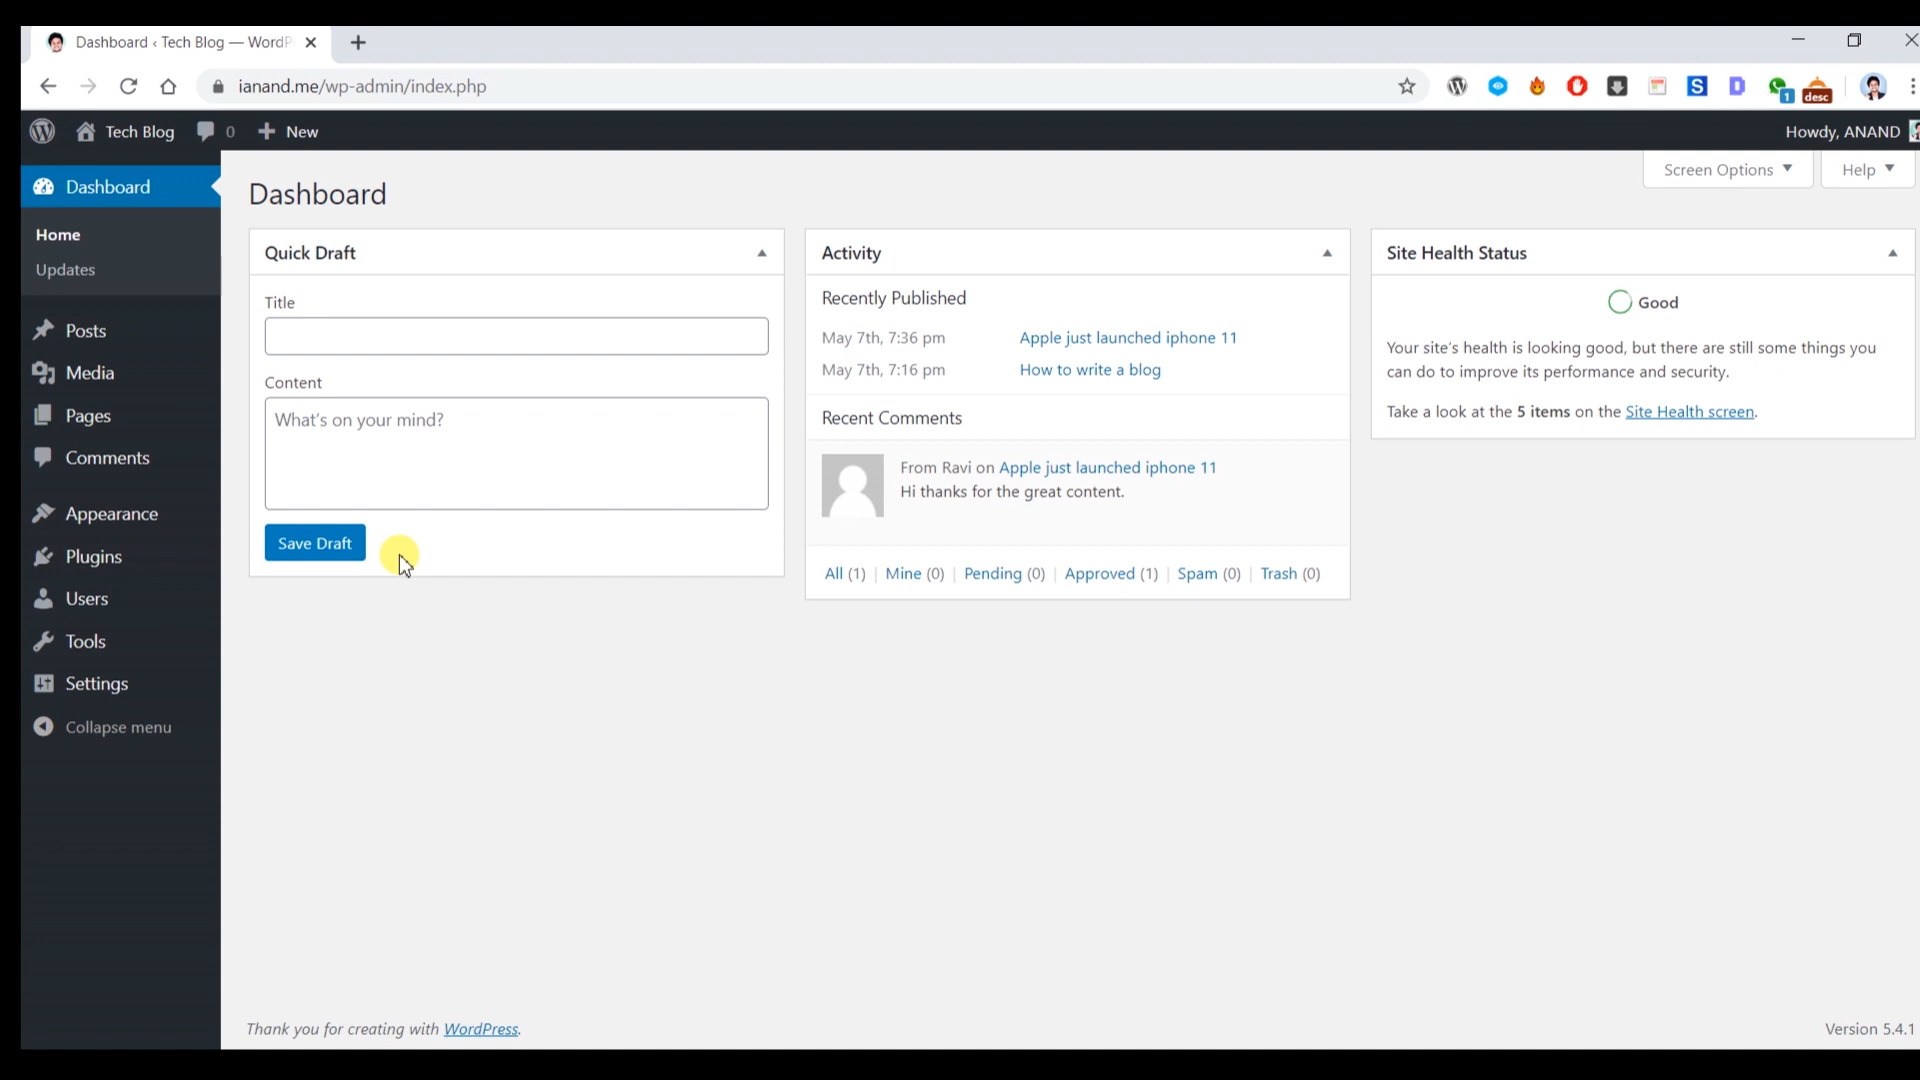 Dashboard ‹ Tech Blog — WordP
ianand.me/wp-admin/index.php
1
desc
Tech Blog
0
New
Howdy, ANAND
Screen Options
Help
Dashboard
Home
Updates
Posts
Media
Pages
Comments
Appearance
Plugins
Users
Tools
Settings
Collapse menu
Dashboard
Quick Draft
Title
Content
What's on your mind?
Save Draft
Activity
Recently Published
May 7th, 7:36 pm Apple just launched iphone 11
May 7th, 7:16 pm How to write a blog
Recent Comments
From Ravi on Apple just launched iphone 11
Hi thanks for the great content.
All (1) | Mine (0) | Pending (0) | Approved (1) | Spam (0) | Trash (0)
Site Health Status
Good
Your site's health is looking good, but there are still some things you
can do to improve its performance and security.
Take a look at the 5 items on the Site Health screen.
Thank you for creating with WordPress.
Version 5.4.1